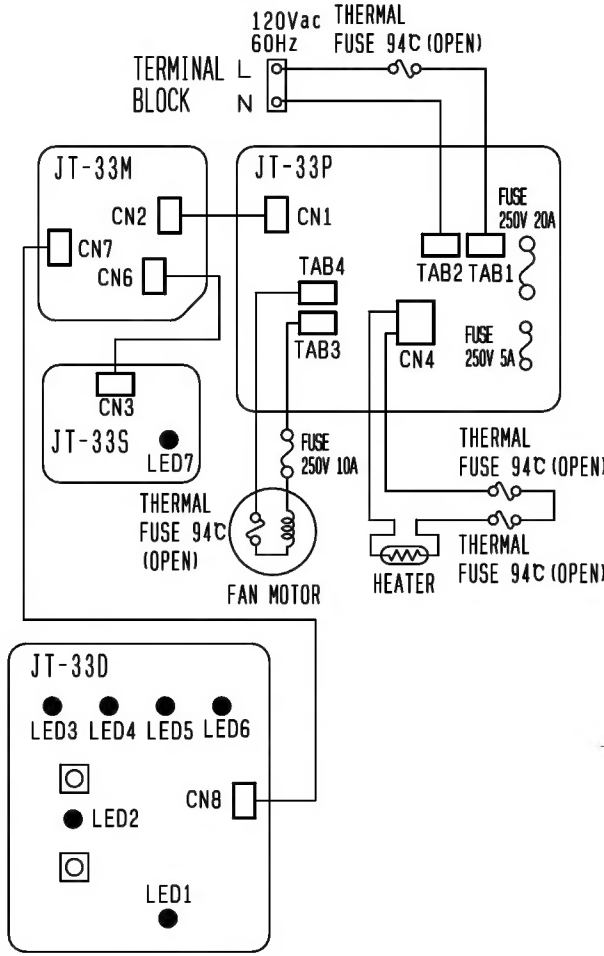 120Vac
60Hz
THERMAL
FUSE 94℃ (OPEN)
TERMINAL
BLOCK
L
N
JT-33M
CN2
CN7
CN6
JT-33P
CN1
FUSE
250V 20A
TAB4
TAB2
TAB1
TAB3
CN4
FUSE
250V 5A
CN3
JT-33S
LED7
FUSE
250V 10A
THERMAL
FUSE 94℃ (OPEN)
THERMAL
FUSE 94℃
(OPEN)
THERMAL
FUSE 94℃ (OPEN)
FAN MOTOR
HEATER
JT-33D
LED3 LED4 LED5 LED6
CN8
LED2
LED1